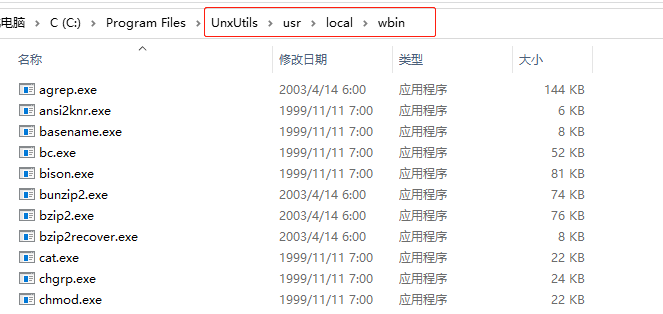 电脑 > C (C:) > Program Files > UnxUtils > usr > local > wbin
名称 修改日期 类型 大小
agrep.exe 2003/4/14 6:00 应用程序 144 KB
ansi2knr.exe 1999/11/11 7:00 应用程序 6 KB
basename.exe 1999/11/11 7:00 应用程序 8 KB
bc.exe 1999/11/11 7:00 应用程序 52 KB
bison.exe 1999/11/11 7:00 应用程序 81 KB
bunzip2.exe 2003/4/14 6:00 应用程序 74 KB
bzip2.exe 2003/4/14 6:00 应用程序 76 KB
bzip2recover.exe 2003/4/14 6:00 应用程序 8 KB
cat.exe 1999/11/11 7:00 应用程序 22 KB
chgrp.exe 1999/11/11 7:00 应用程序 24 KB
chmod.exe 1999/11/11 7:00 应用程序 22 KB